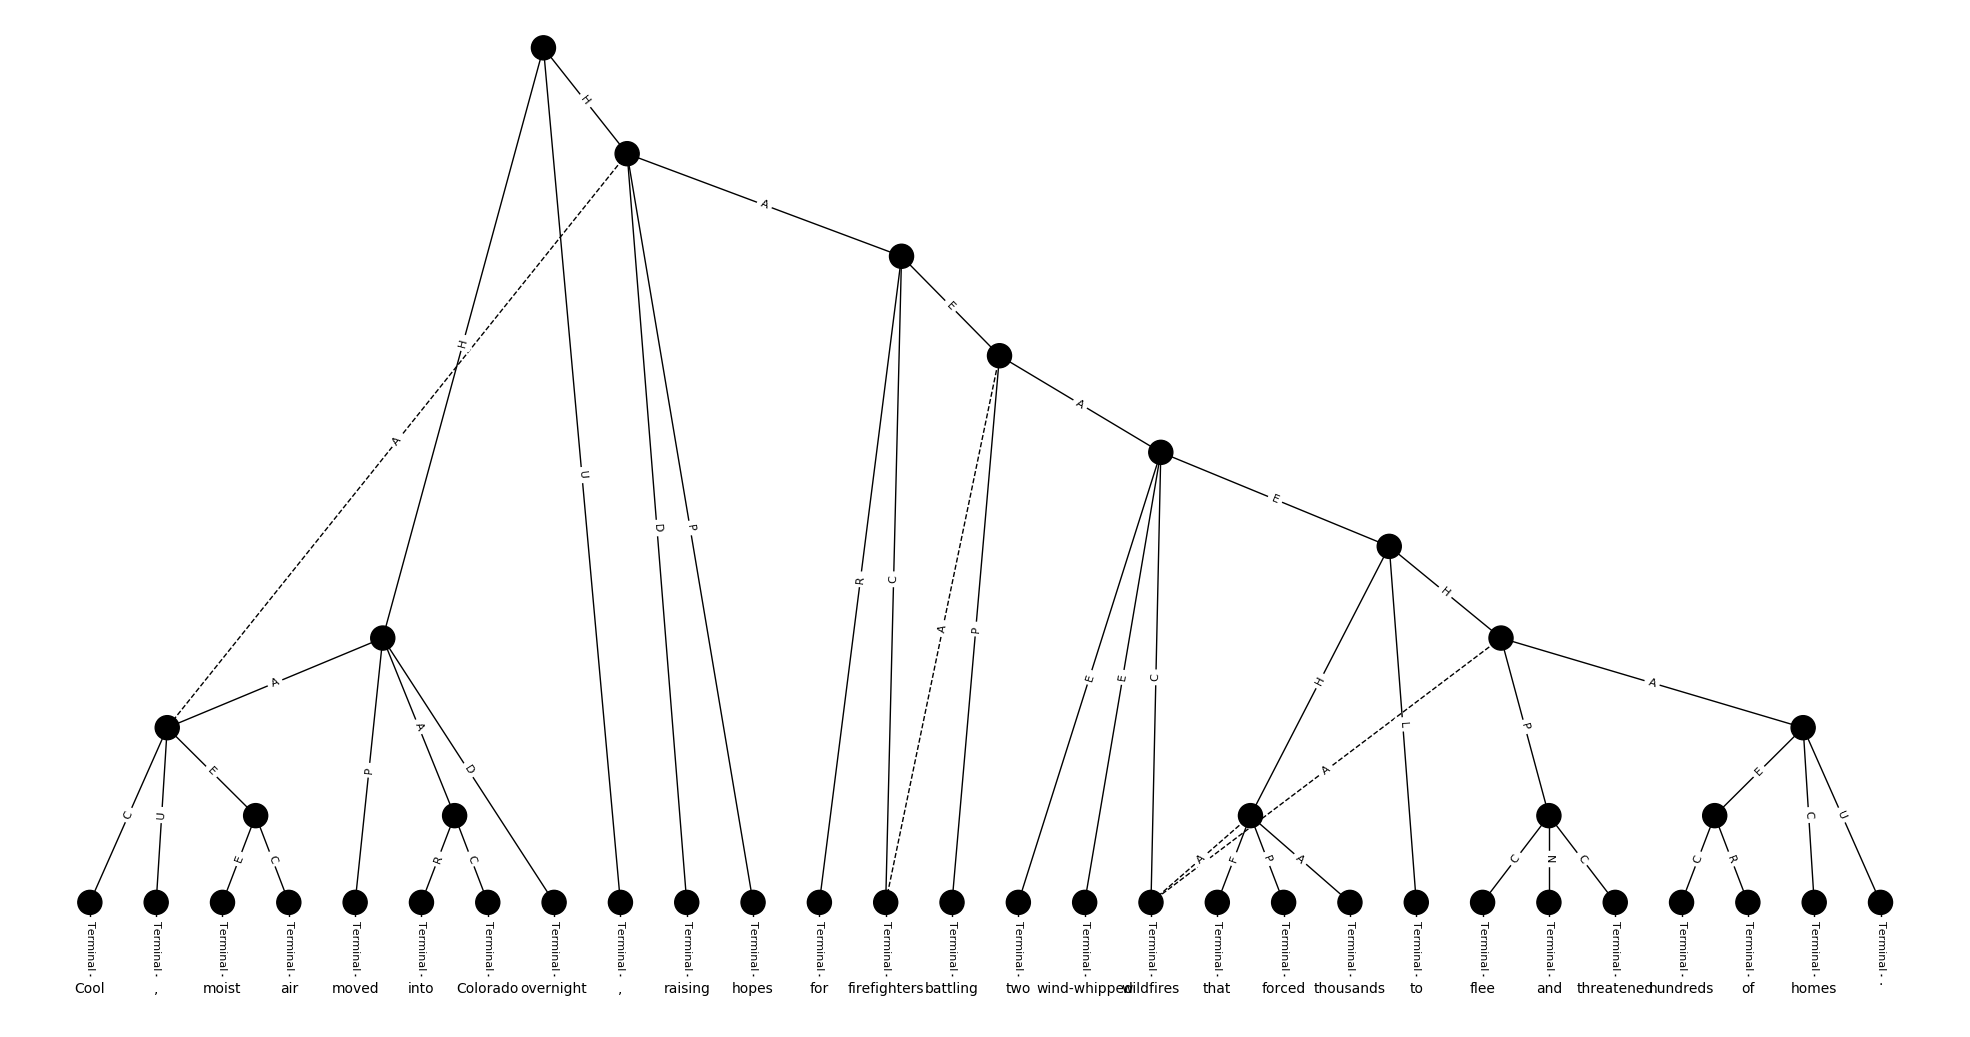 H
A
E
H
A
A
A
U
E
D
P
H
R
C
A
P
E
E
C
H
A
A
P
A
L
P
A
D
A
E
E
C
U
C
U
E
C
R
C
A
F
P
A
C
N
C
C
R
Terminal Terminal Terminal Terminal Terminal Terminal Terminal Terminal Terminal Terminal Terminal Terminal Terminal Terminal Terminal Terminal Terminal Terminal Terminal Terminal Terminal Terminal Terminal Terminal Terminal Terminal Terminal Terminal
Cool , moist air moved into Colorado overnight , raising hopes for firefighters battling two wind-whipped wildfires that forced thousands to flee and threatened hundreds of homes .